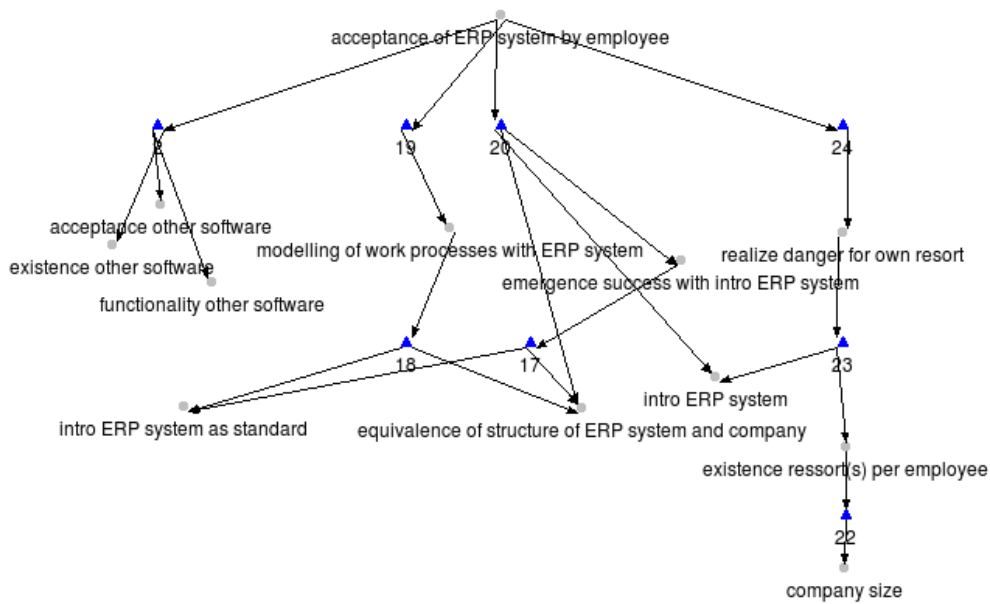 acceptance of ERP system by employee
19
20
24
acceptance other software
existence other software
functionality other software
modelling of work processes with ERP system
realize danger for own resort
emergence success with intro ERP system
18
17
23
intro ERP system
intro ERP system as standard
equivalence of structure of ERP system and company
existence ressort(s) per employee
22
company size